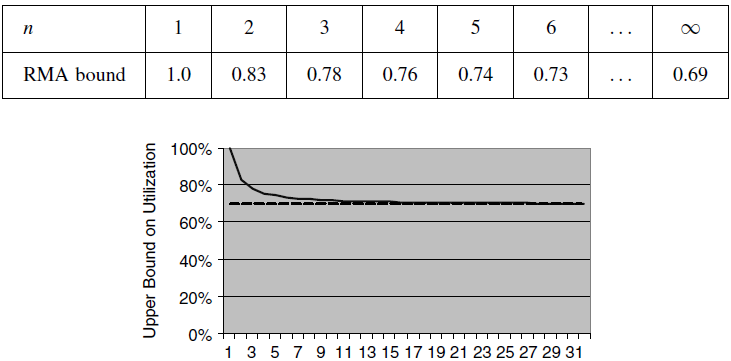 n 1 2 3 4 5 6 ... ∞
RMA bound 1.0 0.83 0.78 0.76 0.74 0.73 ... 0.69
Upper Bound on Utilization
100%
80%
60%
40%
20%
0%
1 3 5 7 9 11 13 15 17 19 21 23 25 27 29 31